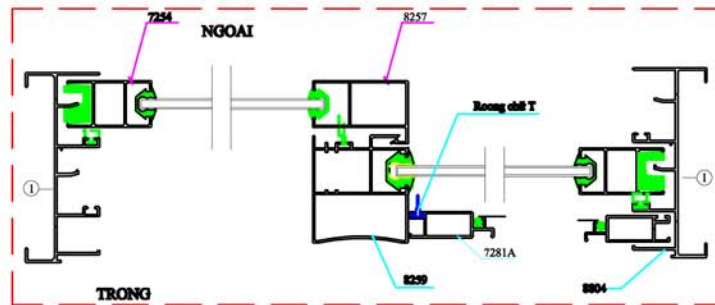 7254
8257
NGOAI
Roong chữ T
1
1
7281A
8259
8804
TRONG